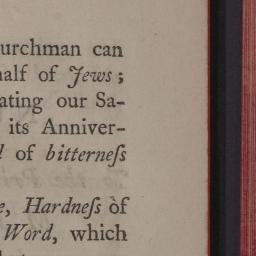 urchman can
half of Jews;
ating our Sa-
its Anniver-
of bitterneſs
e, Hardneſs of
Word, which